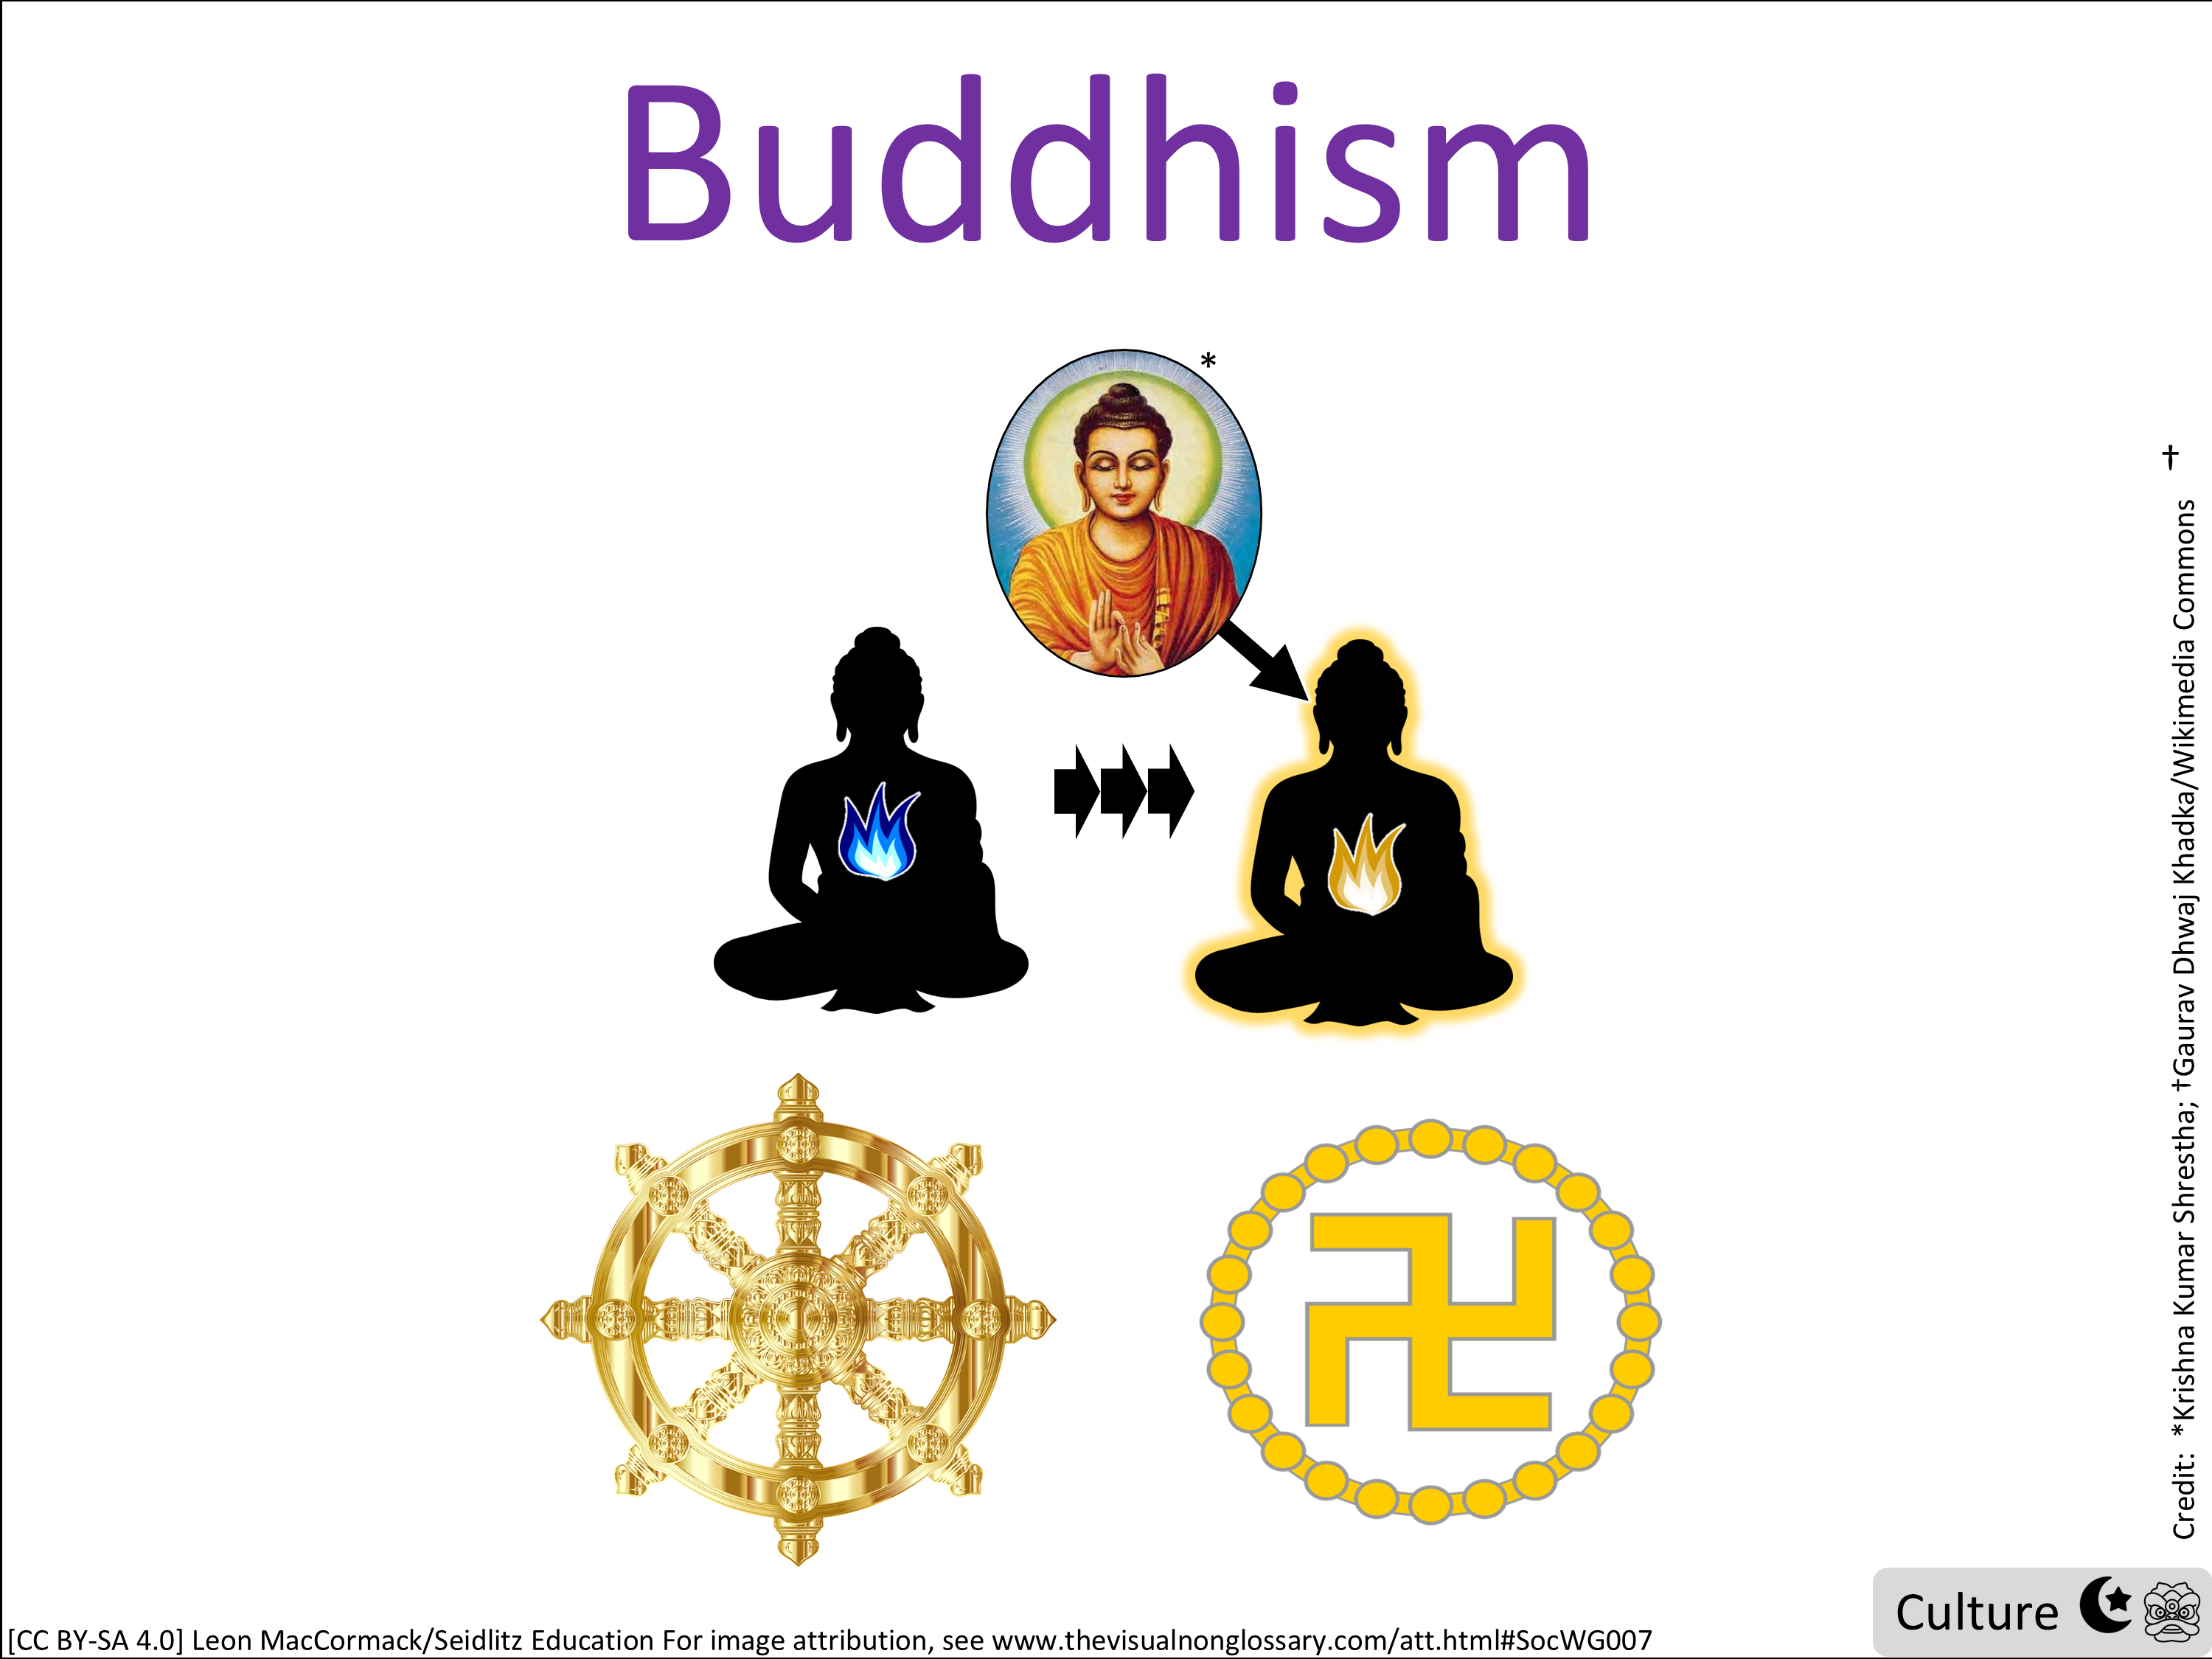 Buddhism
*
†
Credit: *Krishna Kumar Shrestha; †Gaurav Dhwaj Khadka/Wikimedia Commons
Culture
[CC BY-SA 4.0] Leon MacCormack/Seidlitz Education For image attribution, see www.thevisualnonglossary.com/att.html#SocWG007